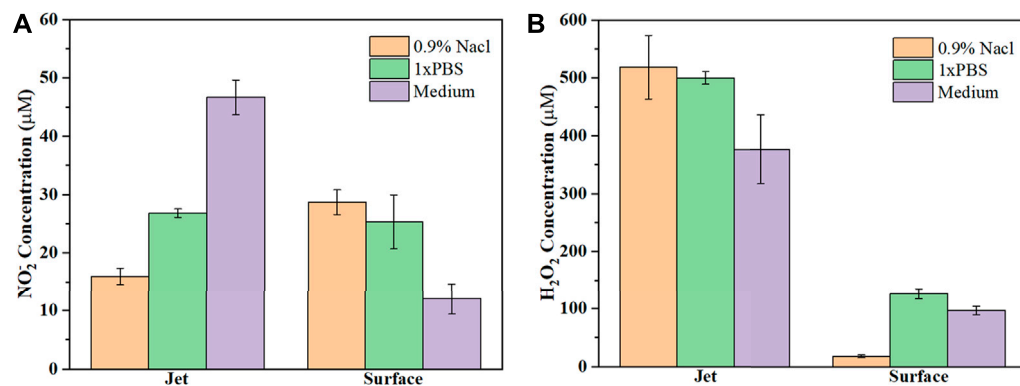 A
NO₂⁻ Concentration (μM)
60
50
40
30
20
10
0
0.9% Nacl
1xPBS
Medium
Jet
Surface
B
H₂O₂ Concentration (μM)
600
500
400
300
200
100
0
0.9% Nacl
1xPBS
Medium
Jet
Surface